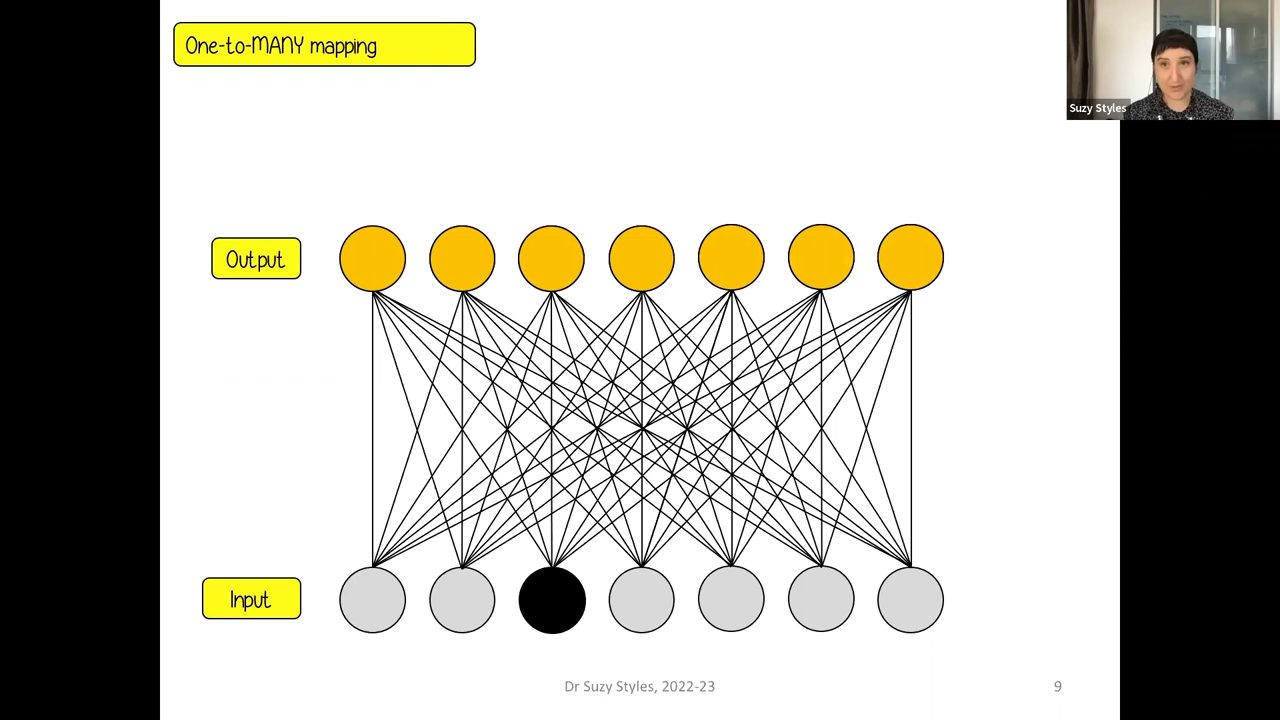 One-to-MANY mapping
Suzy Styles
Output
Input
Dr Suzy Styles, 2022-23
9